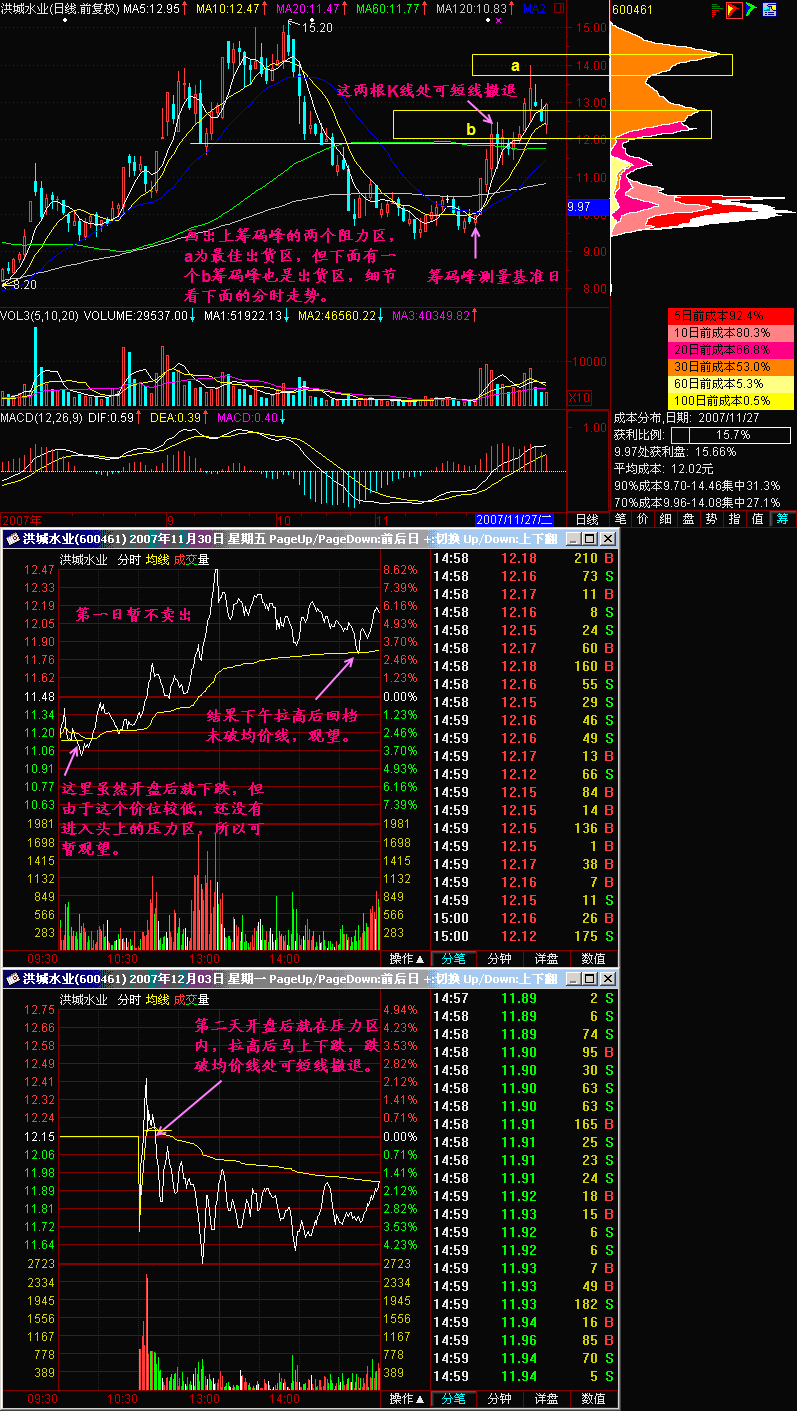 洪城水业(日线.前复权) MA5:12.95↑ MA10:12.47↑ MA20:11.47↑ MA60:11.77↑ MA120:10.83↑ MA2
600461
15.20
15.00
a
14.00
这两根K线处可短线撤退
13.00
b
12.00
11.00
9.97
10.00
画出上筹码峰的两个阻力区，
a为最佳出货区，但下面有一
个b筹码峰也是出货区，细节
看下面的分时走势。
9.00
筹码峰测量基准日
8.20
8.00
VOL3(5,10,20) VOLUME:29537.00↓ MA1:51922.13↓ MA2:46560.22↓ MA3:40349.82↑
10000
X10
5日前成本92.4%
10日前成本80.3%
20日前成本66.8%
30日前成本53.0%
60日前成本5.3%
100日前成本0.5%
MACD(12,26,9) DIF:0.59↑ DEA:0.39↑ MACD:0.40↓
1.00
成本分布,日期: 2007/11/27
获利比例: 15.7%
9.97处获利盘: 15.66%
平均成本: 12.02元
90%成本9.70-14.46集中31.3%
70%成本9.96-14.08集中27.1%
2007年 9 10 11 2007/11/27/二 日线 笔 价 细 盘 势 指 值 筹
洪城水业(600461) 2007年11月30日 星期五 PageUp/PageDown:前后日 +:切换 Up/Down:上下翻
洪城水业 分时 均线 成交量
12.47 8.62%
12.33 7.39%
12.19 6.16%
12.05 4.93%
11.90 3.70%
11.76 2.46%
11.62 1.23%
11.48 0.00%
11.34 1.23%
11.20 2.46%
11.06 3.70%
10.91 4.93%
10.77 6.16%
10.63 7.39%
1981 1981
1698 1698
1415 1415
1132 1132
849 849
566 566
283 283
第一日暂不卖出
结果下午拉高后回档
未破均价线，观望。
这里虽然开盘后就下跌，但
由于这个价位较低，还没有
进入头上的压力区，所以可
暂观望。
09:30 10:30 13:00 14:00 操作▲ 分笔 分钟 详盘 数值
14:58 12.18 210 B
14:58 12.16 73 S
14:58 12.17 11 B
14:58 12.16 8 S
14:58 12.15 24 S
14:58 12.17 60 B
14:58 12.18 160 B
14:58 12.16 55 S
14:58 12.15 29 S
14:59 12.16 46 S
14:59 12.16 49 S
14:59 12.17 13 B
14:59 12.12 66 S
14:59 12.15 84 B
14:59 12.15 14 B
14:59 12.15 136 B
14:59 12.15 1 B
14:59 12.17 38 B
14:59 12.16 7 B
14:59 12.15 11 S
15:00 12.16 26 B
15:00 12.12 175 S
洪城水业(600461) 2007年12月03日 星期一 PageUp/PageDown:前后日 +:切换 Up/Down:上下翻
洪城水业 分时 均线 成交量
12.75 4.94%
12.66 4.23%
12.58 3.53%
12.49 2.82%
12.41 2.12%
12.32 1.41%
12.24 0.71%
12.15 0.00%
12.06 0.71%
11.98 1.41%
11.89 2.12%
11.81 2.82%
11.72 3.53%
11.64 4.23%
2723 2723
2334 2334
1945 1945
1556 1556
1167 1167
778 778
389 389
第二天开盘后就在压力区
内，拉高后马上下跌，跌
破均价线处可短线撤退。
09:30 10:30 13:00 14:00 操作▲ 分笔 分钟 详盘 数值
14:57 11.89 2 S
14:58 11.89 6 S
14:58 11.89 74 S
14:58 11.90 95 B
14:58 11.90 30 S
14:58 11.90 63 S
14:58 11.90 63 S
14:58 11.91 165 B
14:58 11.91 25 S
14:58 11.91 23 S
14:58 11.91 24 S
14:59 11.92 18 B
14:59 11.93 15 B
14:59 11.92 6 S
14:59 11.92 6 S
14:59 11.93 7 B
14:59 11.93 49 B
14:59 11.93 182 S
14:59 11.94 16 B
14:59 11.96 85 B
14:59 11.94 70 S
14:59 11.94 5 S